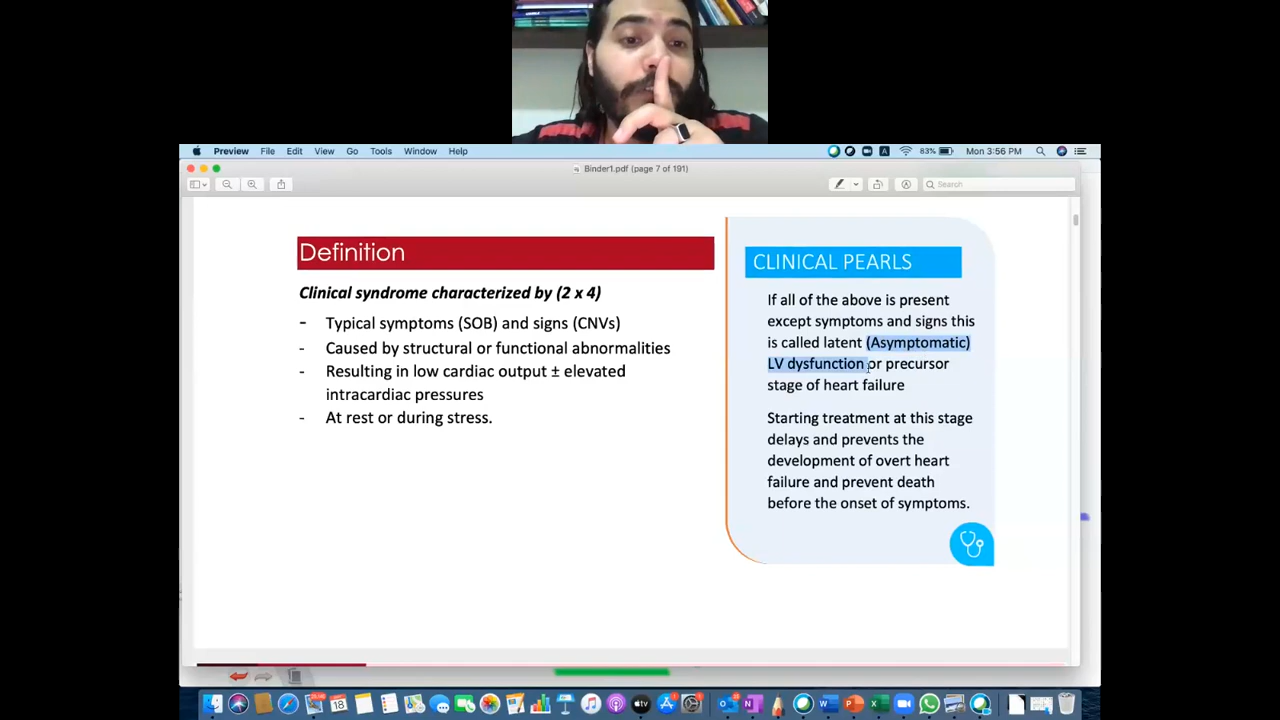 Preview File Edit View Go Tools Window Help
83% Mon 3:56 PM
Binder1.pdf (page 7 of 191)
Search
Definition
Clinical syndrome characterized by (2 x 4)
- Typical symptoms (SOB) and signs (CNVs)
- Caused by structural or functional abnormalities
- Resulting in low cardiac output ± elevated
intracardiac pressures
- At rest or during stress.
CLINICAL PEARLS
If all of the above is present
except symptoms and signs this
is called latent (Asymptomatic)
LV dysfunction or precursor
stage of heart failure
Starting treatment at this stage
delays and prevents the
development of overt heart
failure and prevent death
before the onset of symptoms.